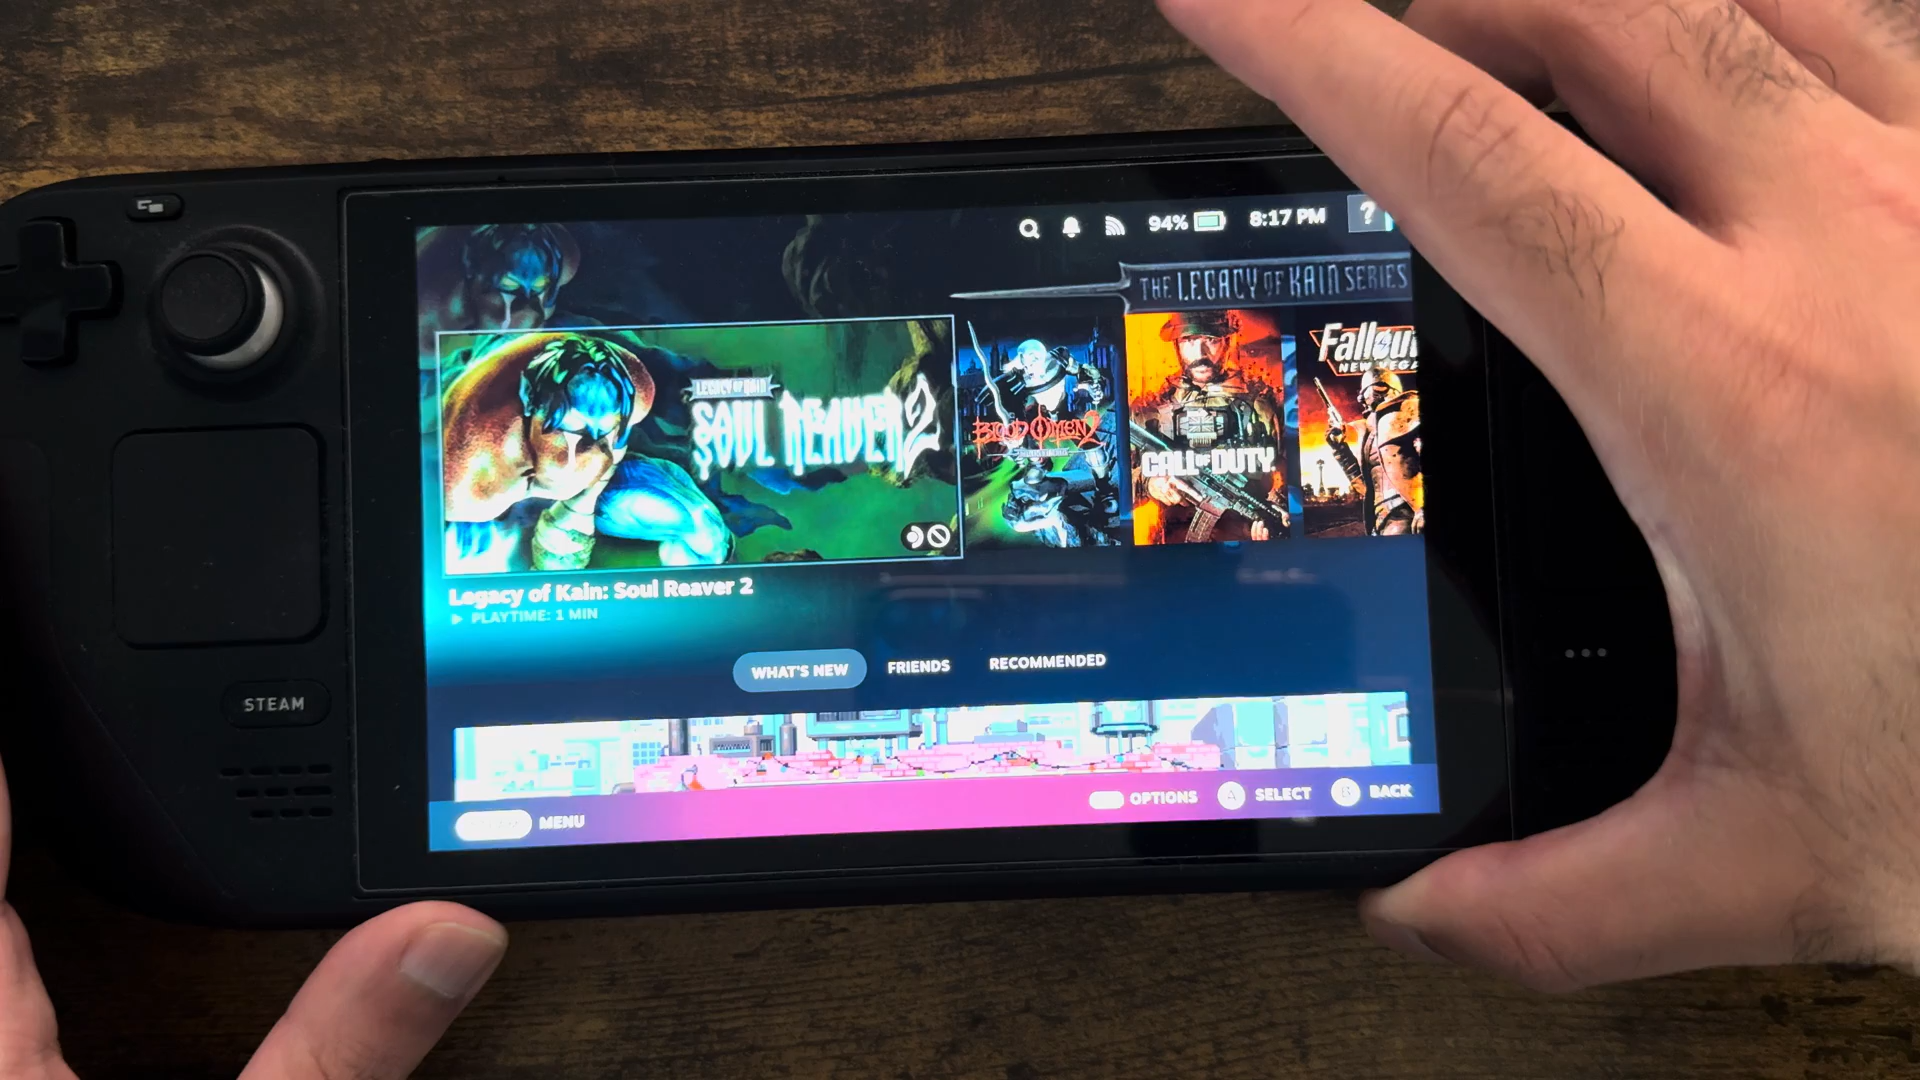 94% 8:17 PM ?
THE LEGACY OF KAIN SERIES
LEGACY OF KAIN
SOUL REAVER 2
BLOOD OMEN 2
CALL OF DUTY
Fallout
NEW VEGA
Legacy of Kain: Soul Reaver 2
PLAYTIME: 1 MIN
WHAT'S NEW FRIENDS RECOMMENDED
STEAM
MENU OPTIONS A SELECT B BACK